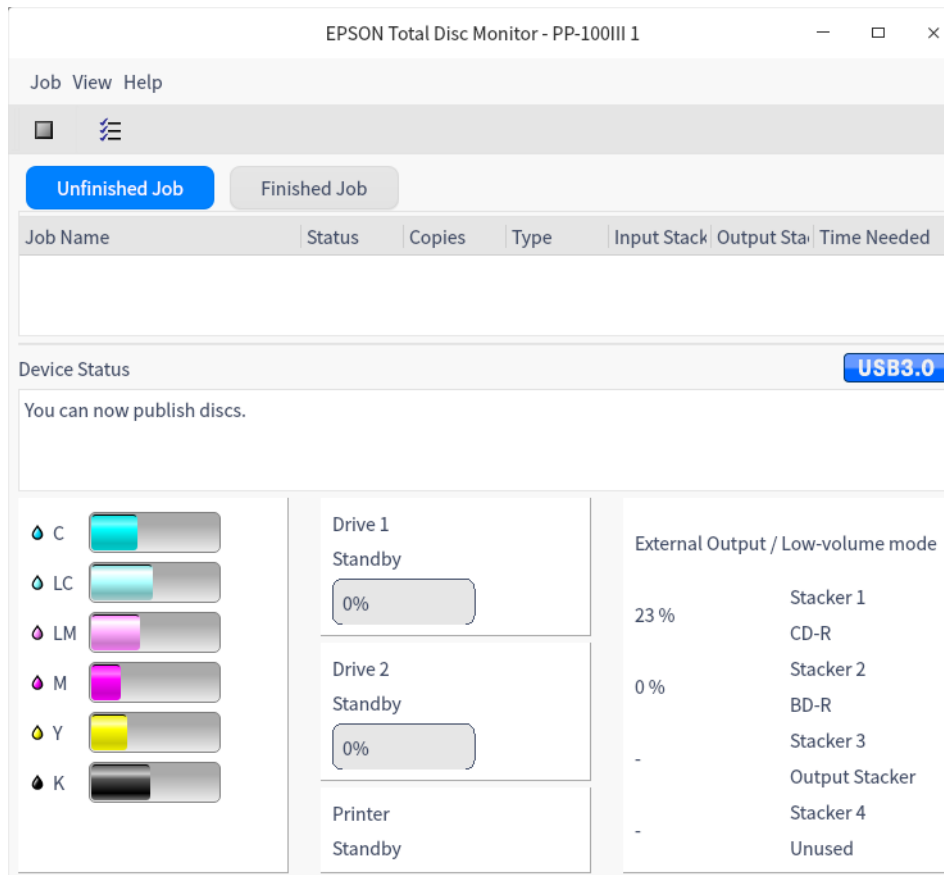 EPSON Total Disc Monitor - PP-100III 1
Job View Help
Unfinished Job Finished Job
Job Name Status Copies Type Input Stack Output Sta Time Needed
Device Status USB3.0
You can now publish discs.
C
LC
LM
M
Y
K
Drive 1
Standby
0%
Drive 2
Standby
0%
Printer
Standby
External Output / Low-volume mode
23 % Stacker 1
CD-R
0 % Stacker 2
BD-R
- Stacker 3
Output Stacker
- Stacker 4
Unused